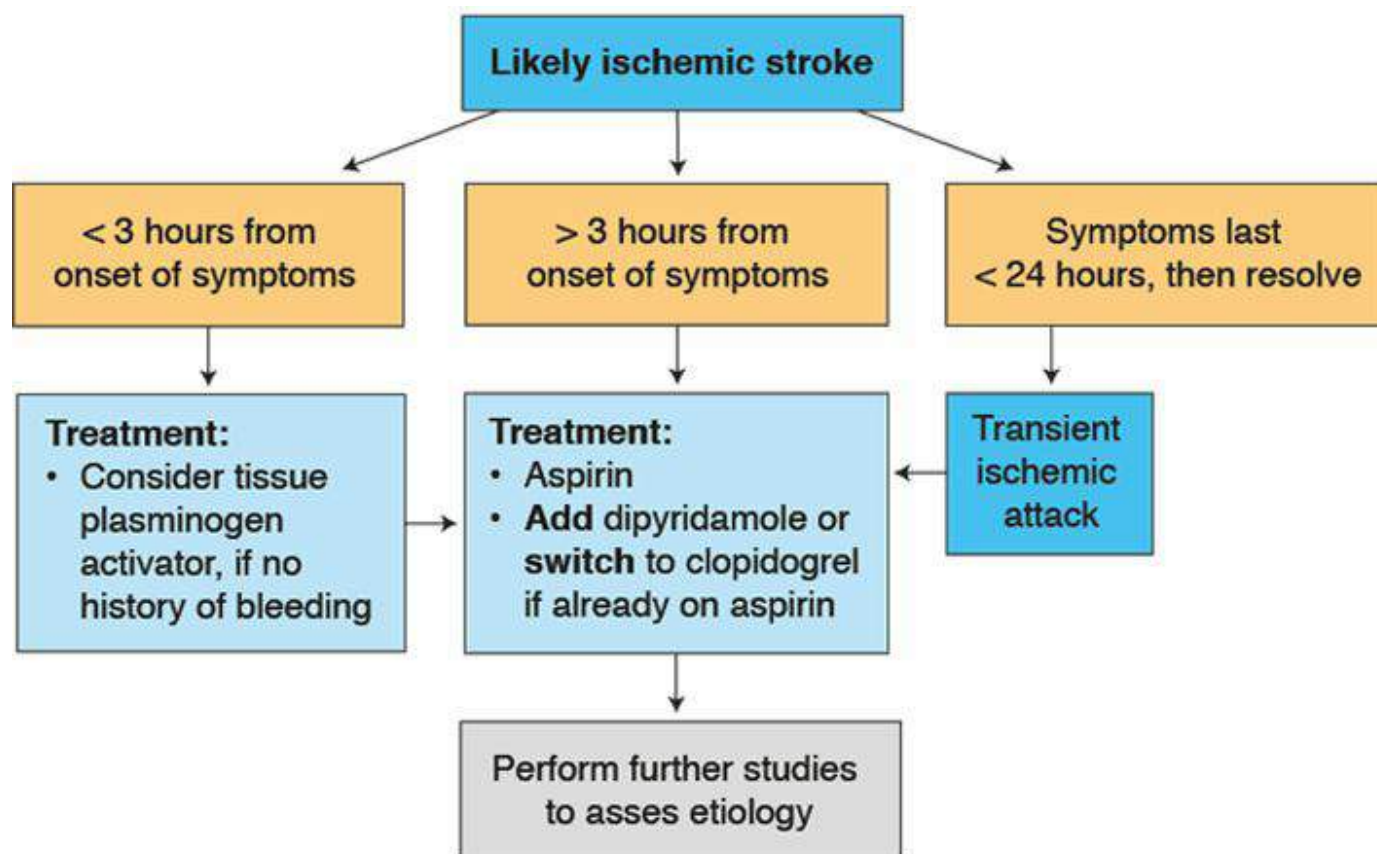 Likely ischemic stroke
< 3 hours from
onset of symptoms
> 3 hours from
onset of symptoms
Symptoms last
< 24 hours, then resolve
Treatment:
• Consider tissue
plasminogen
activator, if no
history of bleeding
Treatment:
• Aspirin
• Add dipyridamole or
switch to clopidogrel
if already on aspirin
Transient
ischemic
attack
Perform further studies
to asses etiology